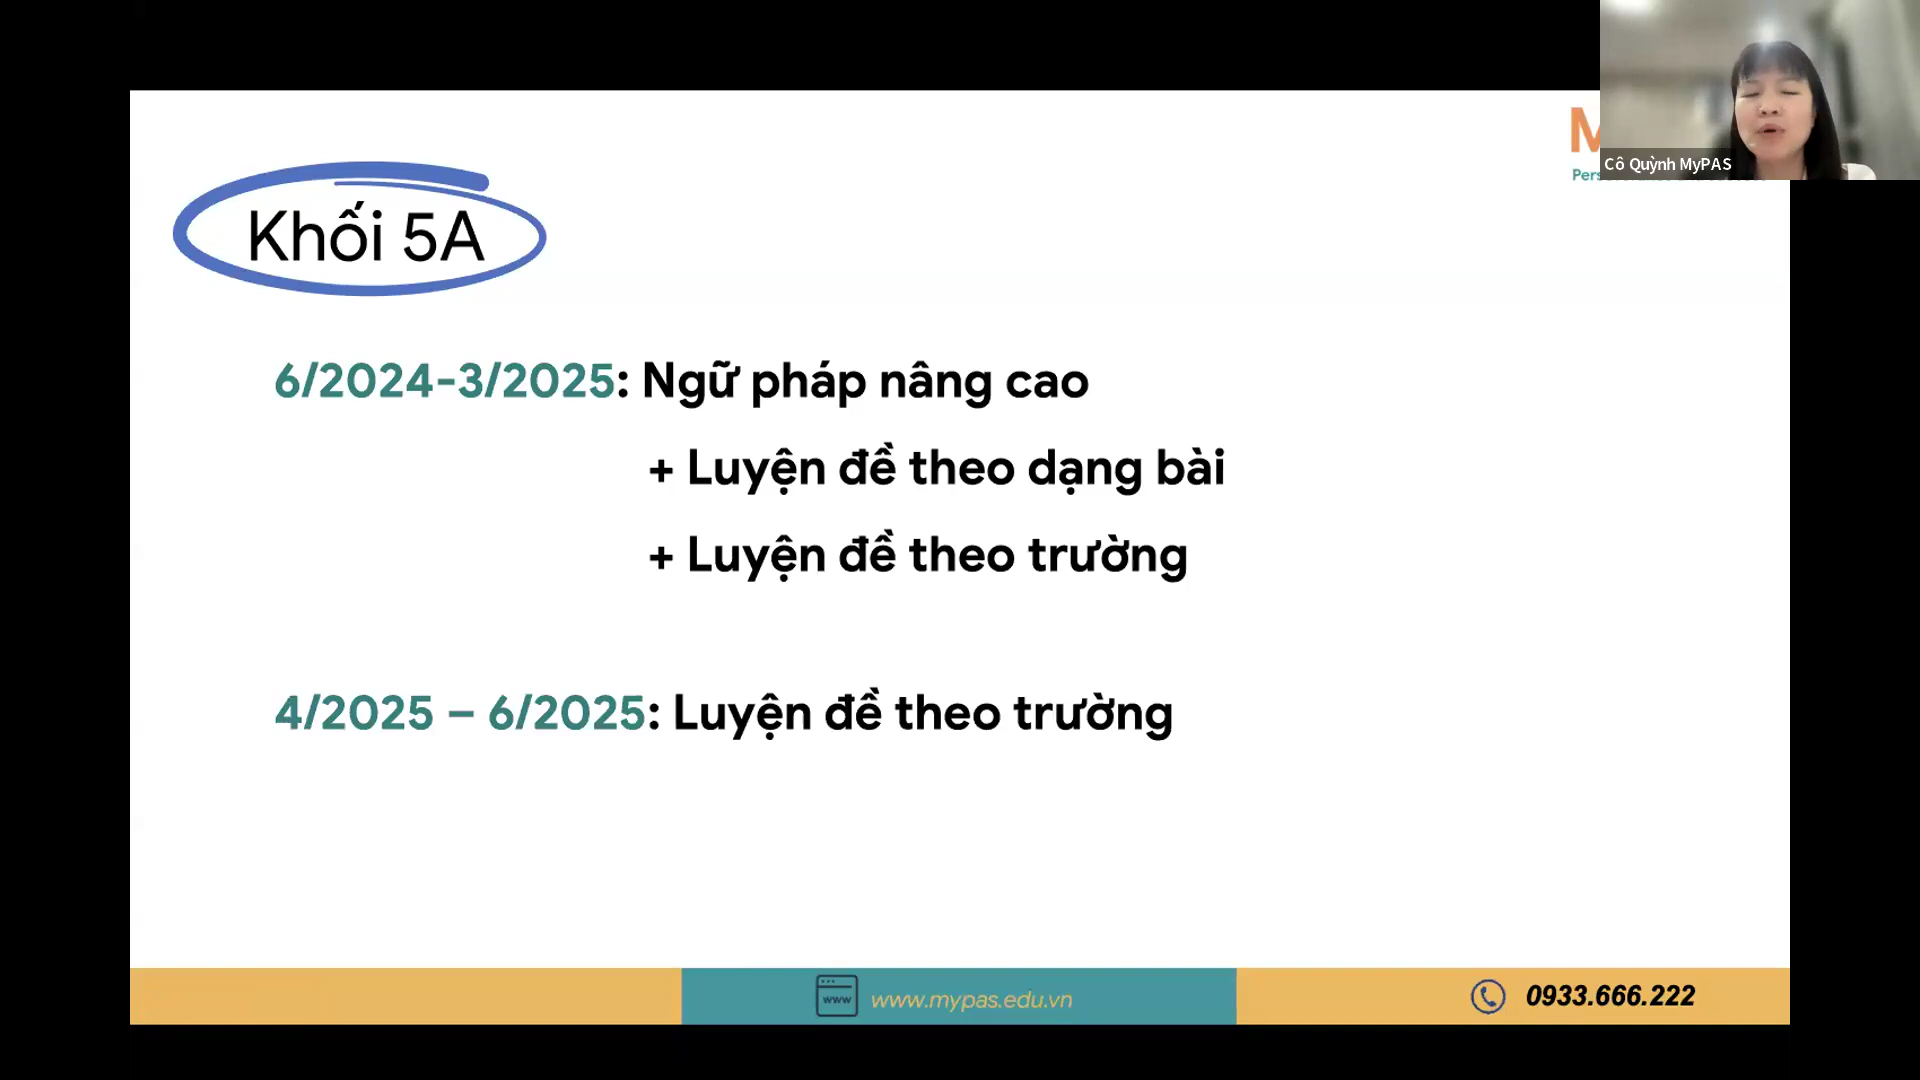 Cô Quỳnh MyPAS
Khối 5A
6/2024-3/2025: Ngữ pháp nâng cao
+ Luyện đề theo dạng bài
+ Luyện đề theo trường
4/2025 – 6/2025: Luyện đề theo trường
www
www.mypas.edu.vn
0933.666.222